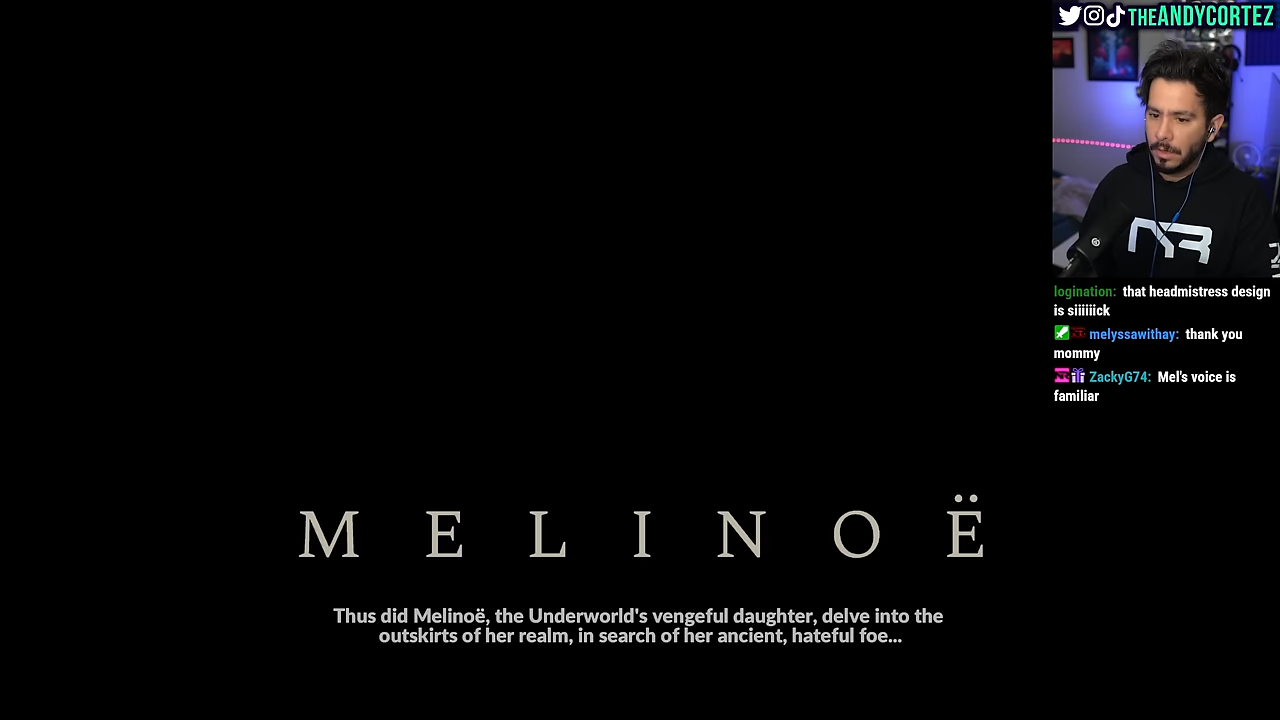 THEANDYCORTEZ
logination: that headmistress design
is siiiiiick
melyssawithay: thank you
mommy
ZackyG74: Mel's voice is
familiar
MELINOË
Thus did Melinoë, the Underworld's vengeful daughter, delve into the
outskirts of her realm, in search of her ancient, hateful foe...